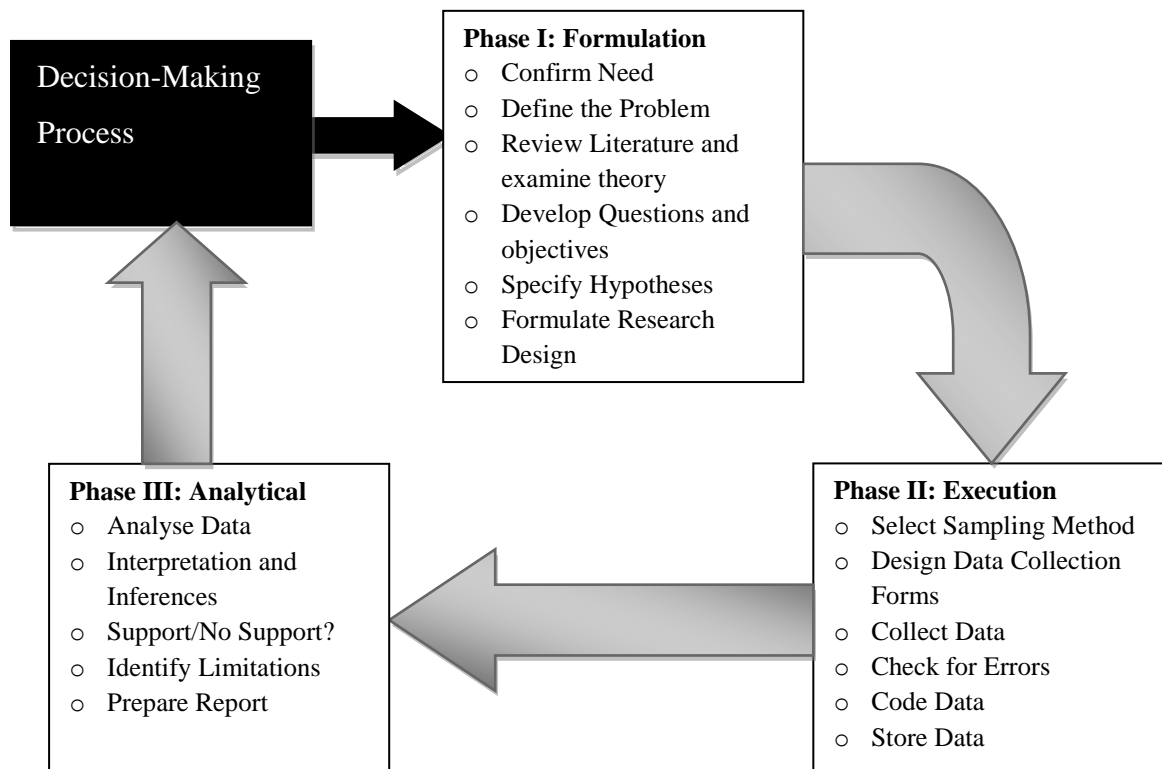 Decision-Making
Process
Phase I: Formulation
o Confirm Need
o Define the Problem
o Review Literature and
examine theory
o Develop Questions and
objectives
o Specify Hypotheses
o Formulate Research
Design
Phase II: Execution
o Select Sampling Method
o Design Data Collection
Forms
o Collect Data
o Check for Errors
o Code Data
o Store Data
Phase III: Analytical
o Analyse Data
o Interpretation and
Inferences
o Support/No Support?
o Identify Limitations
o Prepare Report